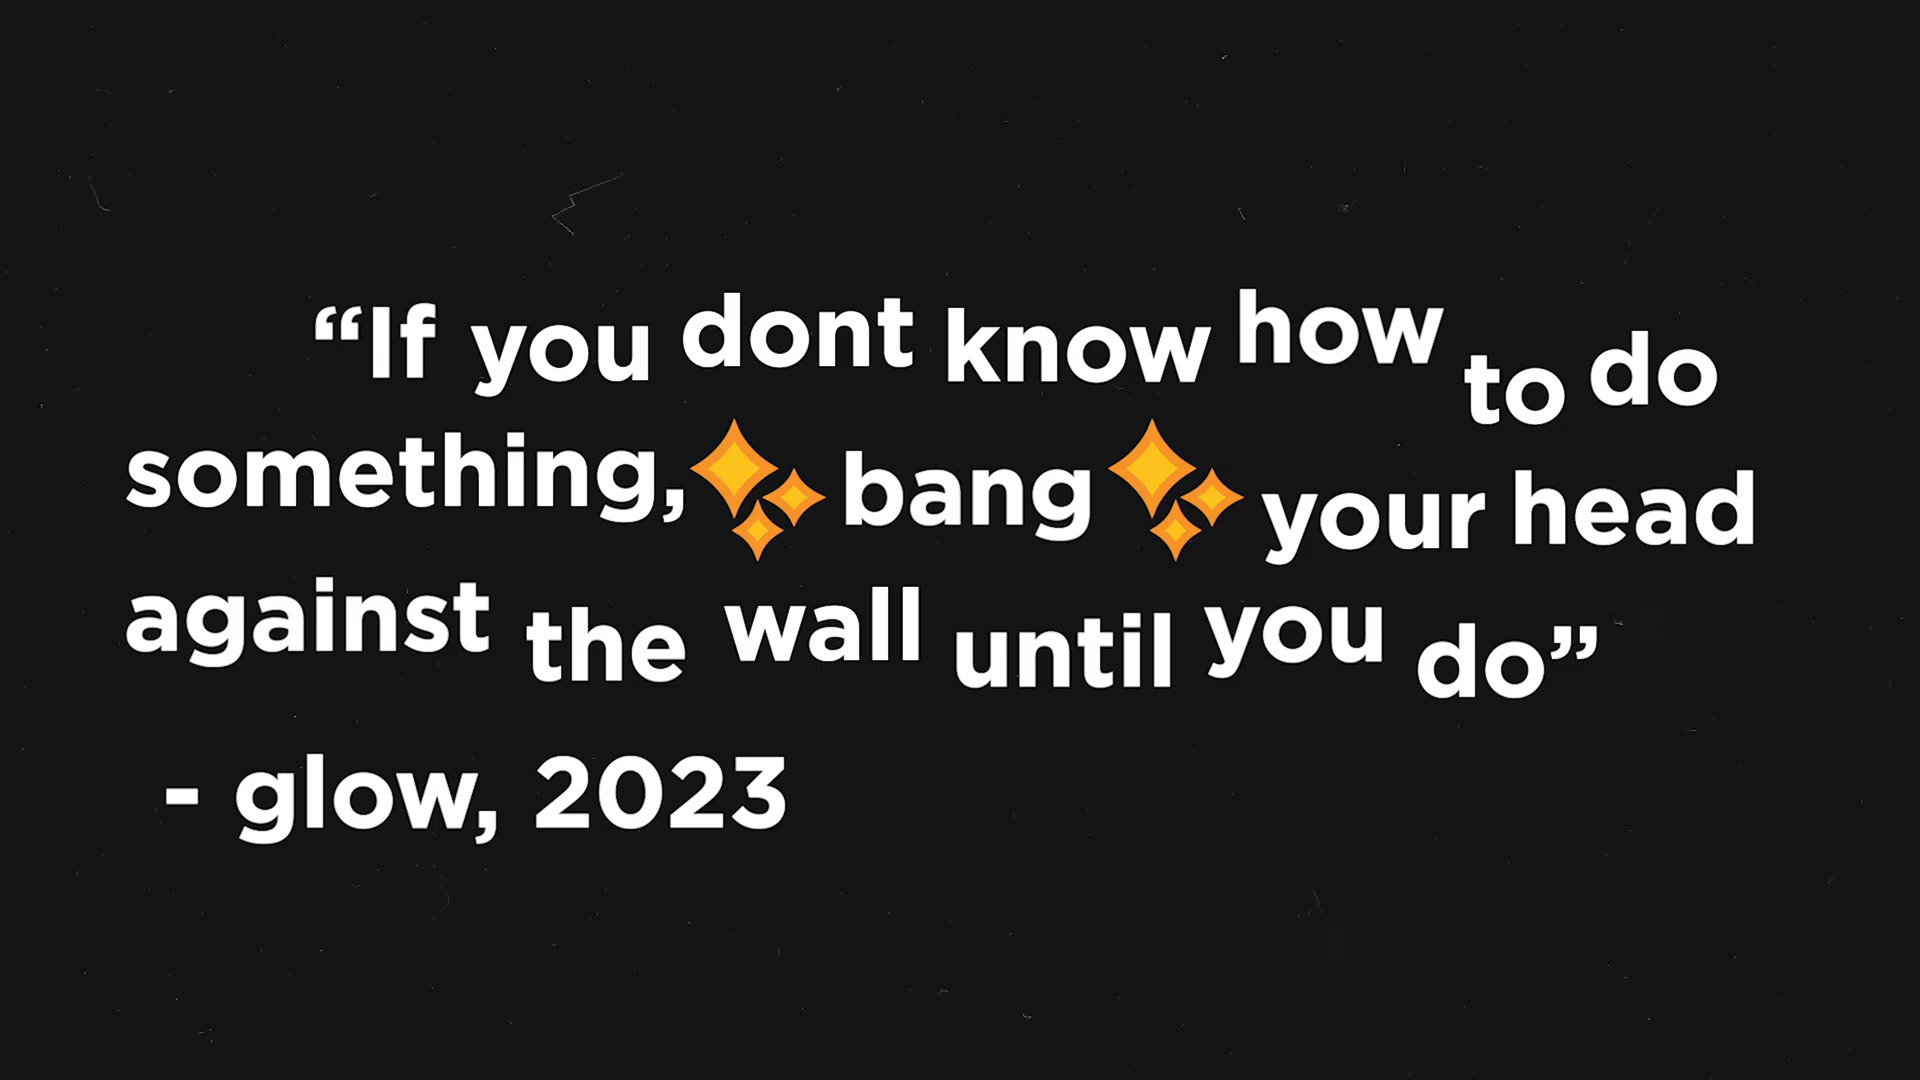 “If you dont know how to do
something,✨bang✨your head
against the wall until you do”
- glow, 2023